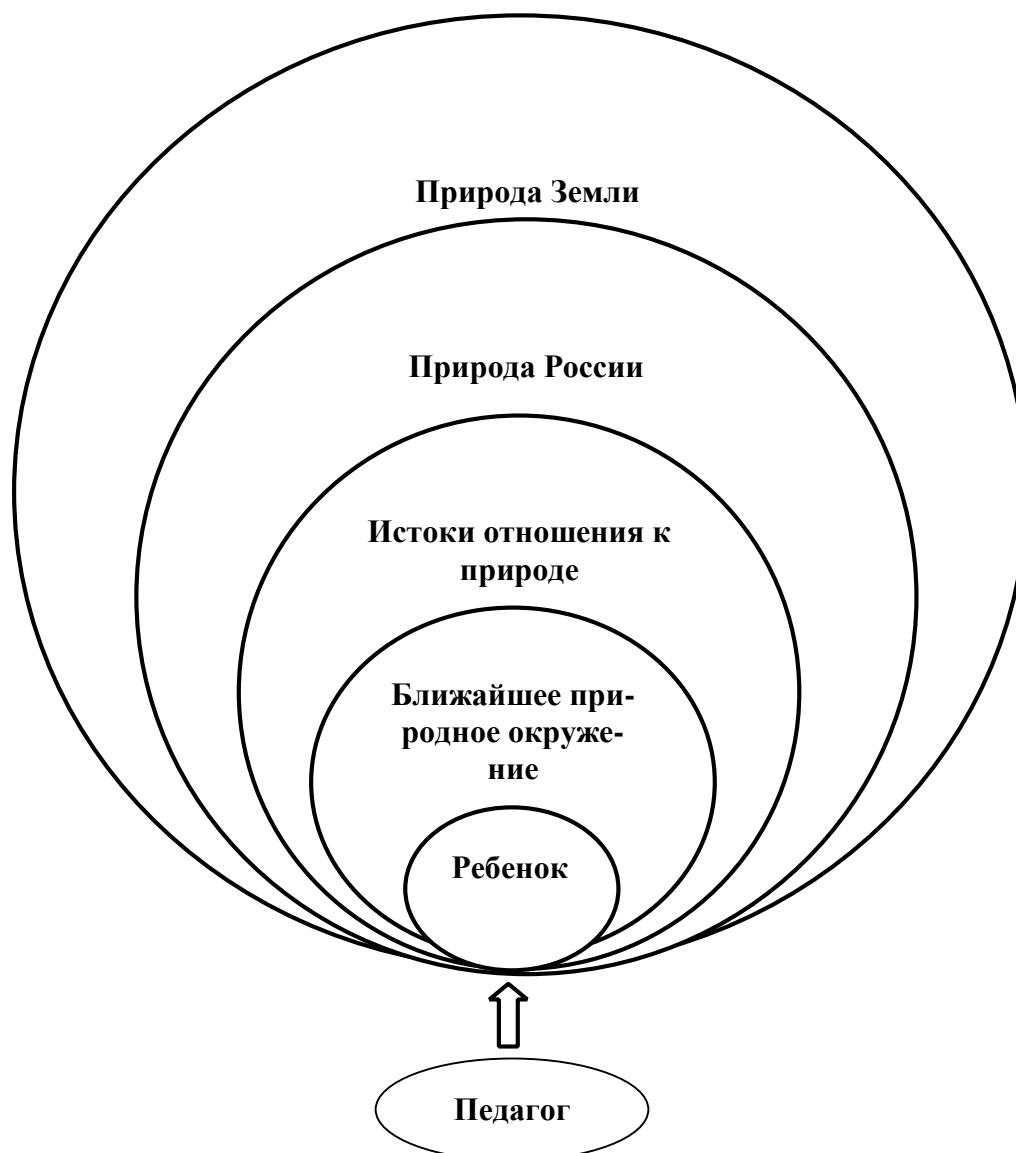 Природа Земли
Природа России
Истоки отношения к
природе
Ближайшее при-
родное окруже-
ние
Ребенок
Педагог